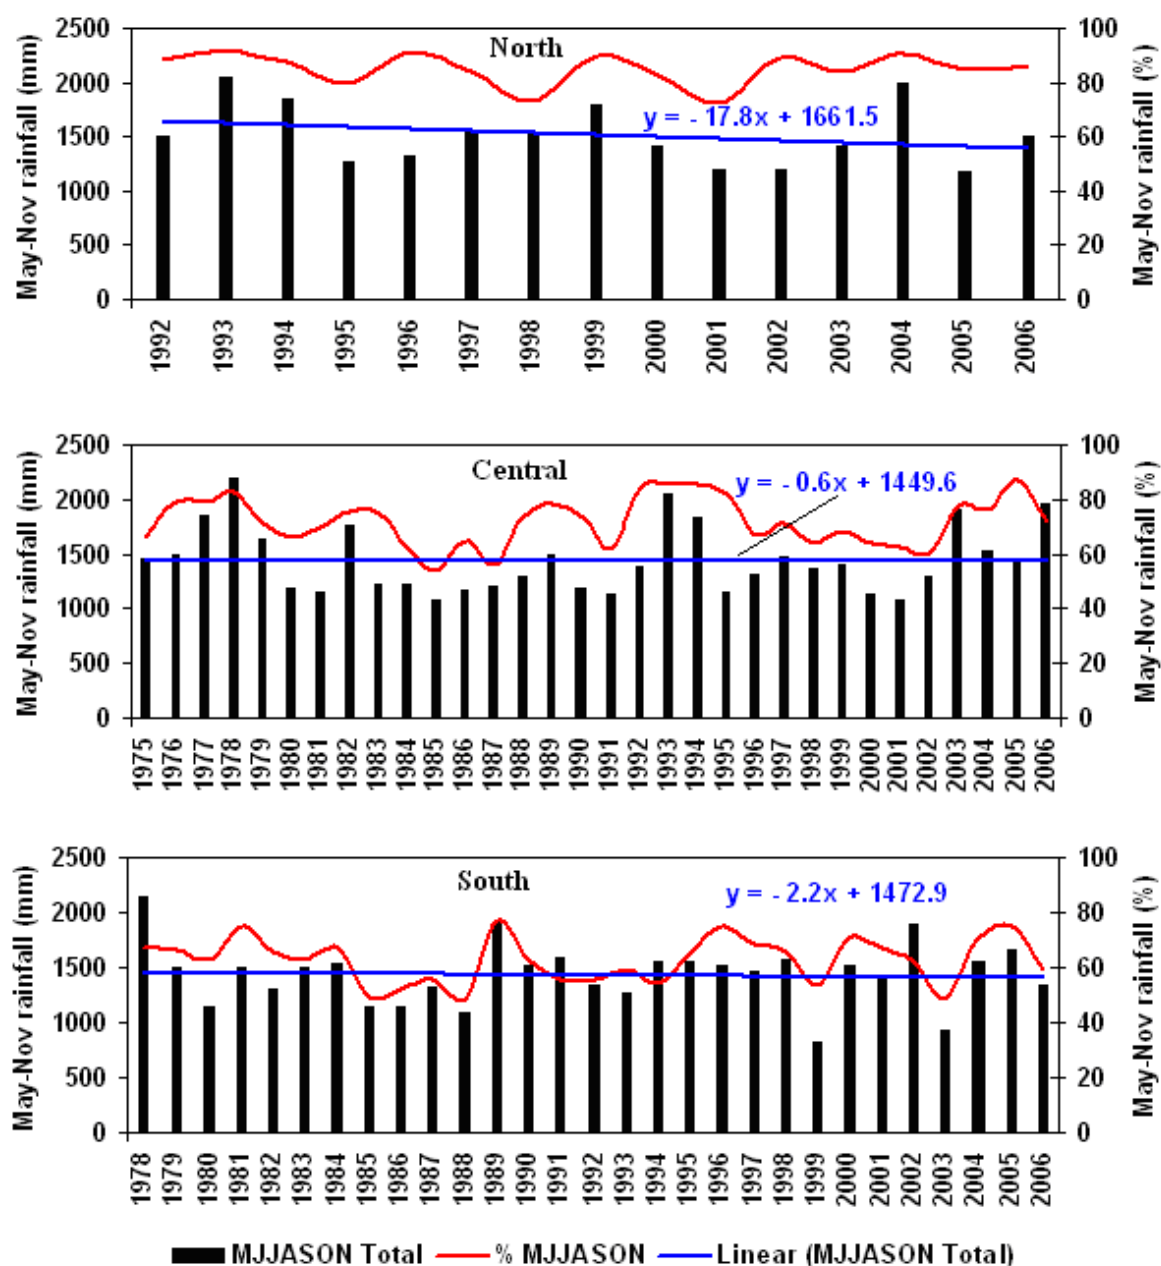 North
y = - 17.8x + 1661.5
May-Nov rainfall (mm)
2500
2000
1500
1000
500
0
100
80
60
40
20
0
May-Nov rainfall (%)
1992 1993 1994 1995 1996 1997 1998 1999 2000 2001 2002 2003 2004 2005 2006
Central
y = - 0.6x + 1449.6
May-Nov rainfall (mm)
2500
2000
1500
1000
500
0
100
80
60
40
20
0
May-Nov rainfall (%)
1975 1976 1977 1978 1979 1980 1981 1982 1983 1984 1985 1986 1987 1988 1989 1990 1991 1992 1993 1994 1995 1996 1997 1998 1999 2000 2001 2002 2003 2004 2005 2006
South
y = - 2.2x + 1472.9
May-Nov rainfall (mm)
2500
2000
1500
1000
500
0
100
80
60
40
20
0
May-Nov rainfall (%)
1978 1979 1980 1981 1982 1983 1984 1985 1986 1987 1988 1989 1990 1991 1992 1993 1994 1995 1996 1997 1998 1999 2000 2001 2002 2003 2004 2005 2006
MJJASON Total % MJJASON Linear (MJJASON Total)